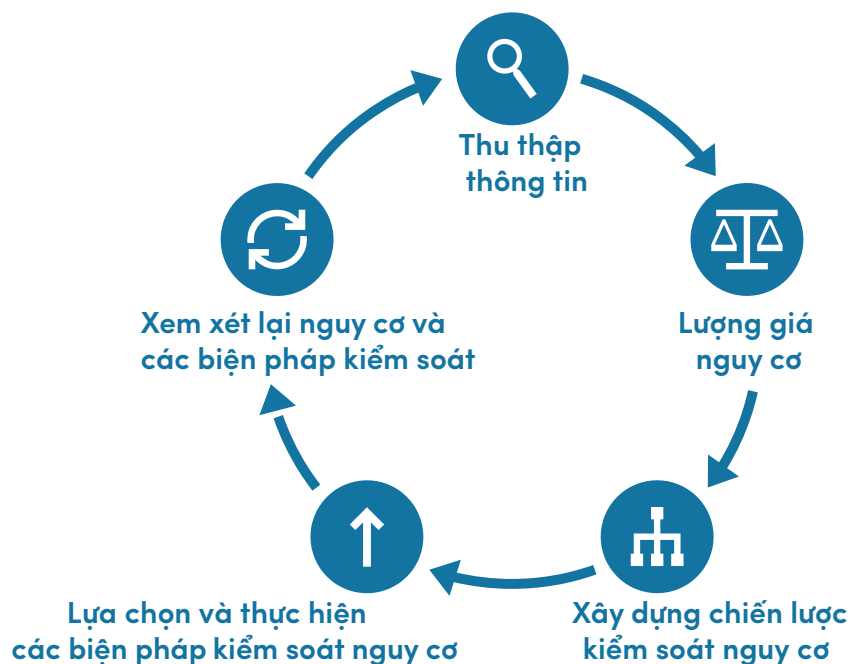 Thu thập
thông tin
Lượng giá
nguy cơ
Xây dựng chiến lược
kiểm soát nguy cơ
Lựa chọn và thực hiện
các biện pháp kiểm soát nguy cơ
Xem xét lại nguy cơ và
các biện pháp kiểm soát